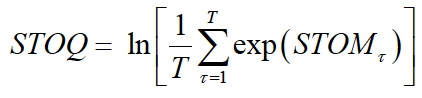 STOQ = ln[ 1/T ∑_{τ=1}^{T} exp(STOM_τ) ]